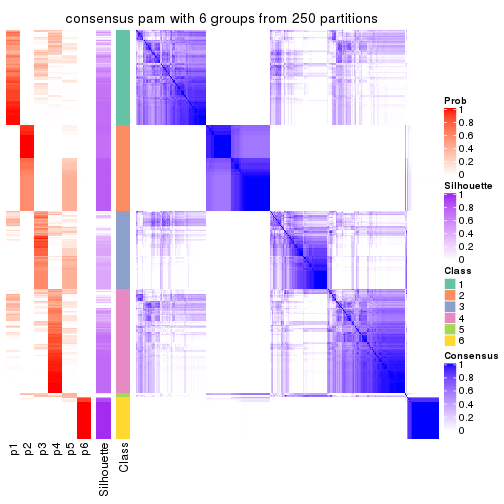 consensus pam with 6 groups from 250 partitions
Prob
1
0.8
0.6
0.4
0.2
0
Silhouette
1
0.8
0.6
0.4
0.2
0
Class
1
2
3
4
5
6
Consensus
1
0.8
0.6
0.4
0.2
0
p1
p2
p3
p4
p5
p6
Silhouette
Class